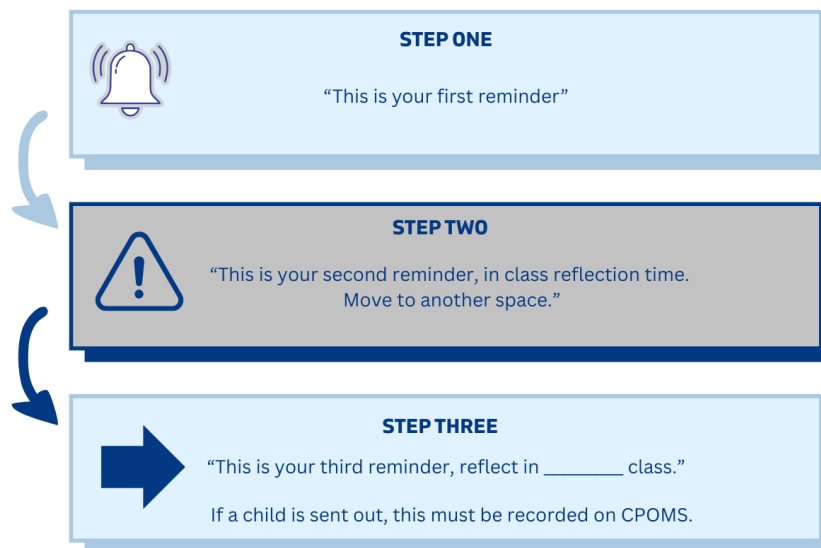 STEP ONE
“This is your first reminder”
STEP TWO
“This is your second reminder, in class reflection time.
Move to another space.”
STEP THREE
“This is your third reminder, reflect in _________ class.”
If a child is sent out, this must be recorded on CPOMS.